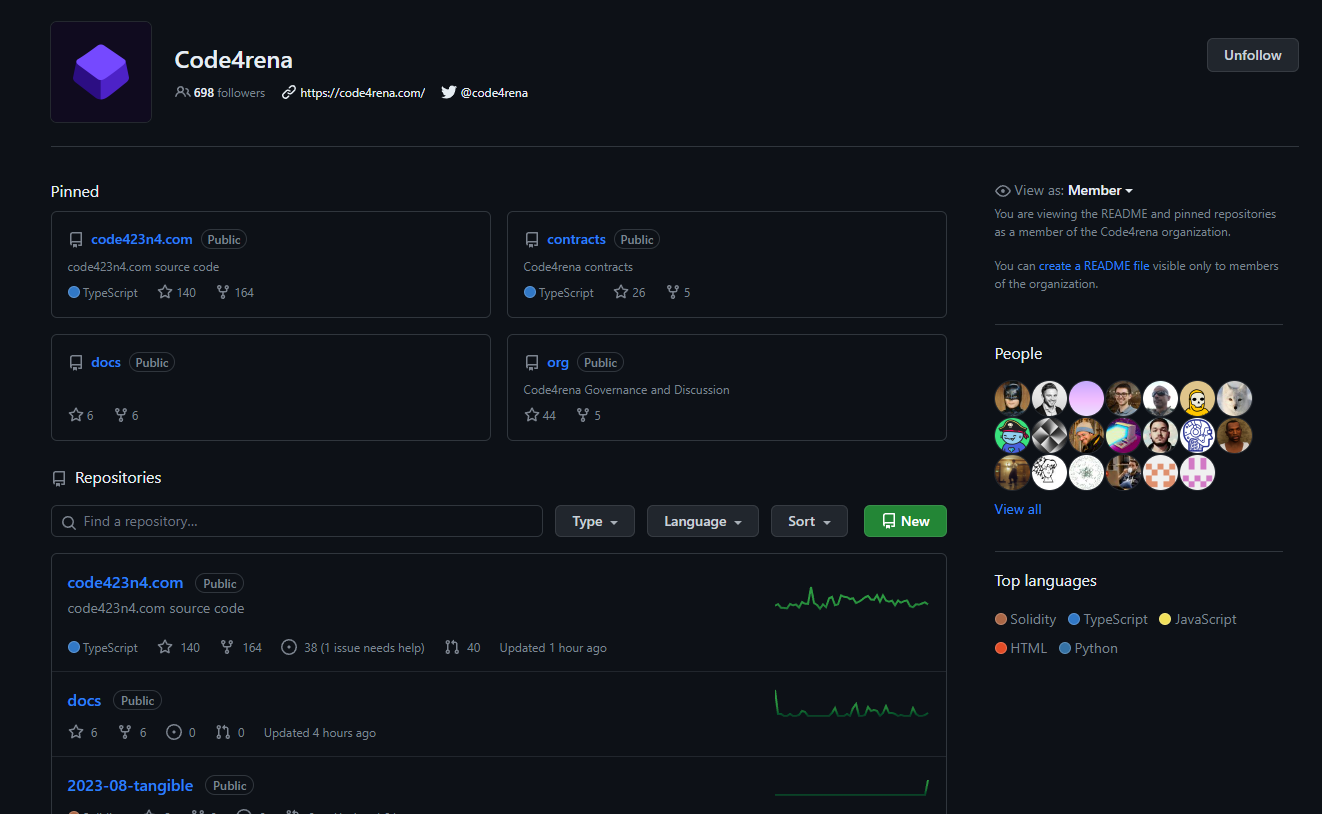 Code4rena
Unfollow
698 followers https://code4rena.com/ @code4rena
Pinned
code423n4.com Public
code423n4.com source code
TypeScript 140 164
contracts Public
Code4rena contracts
TypeScript 26 5
docs Public
6 6
org Public
Code4rena Governance and Discussion
44 5
Repositories
Find a repository...
Type
Language
Sort
New
code423n4.com Public
code423n4.com source code
TypeScript 140 164 38 (1 issue needs help) 40 Updated 1 hour ago
docs Public
6 6 0 0 Updated 4 hours ago
2023-08-tangible Public
View as: Member
You are viewing the README and pinned repositories
as a member of the Code4rena organization.
You can create a README file visible only to members
of the organization.
People
View all
Top languages
Solidity TypeScript JavaScript
HTML Python